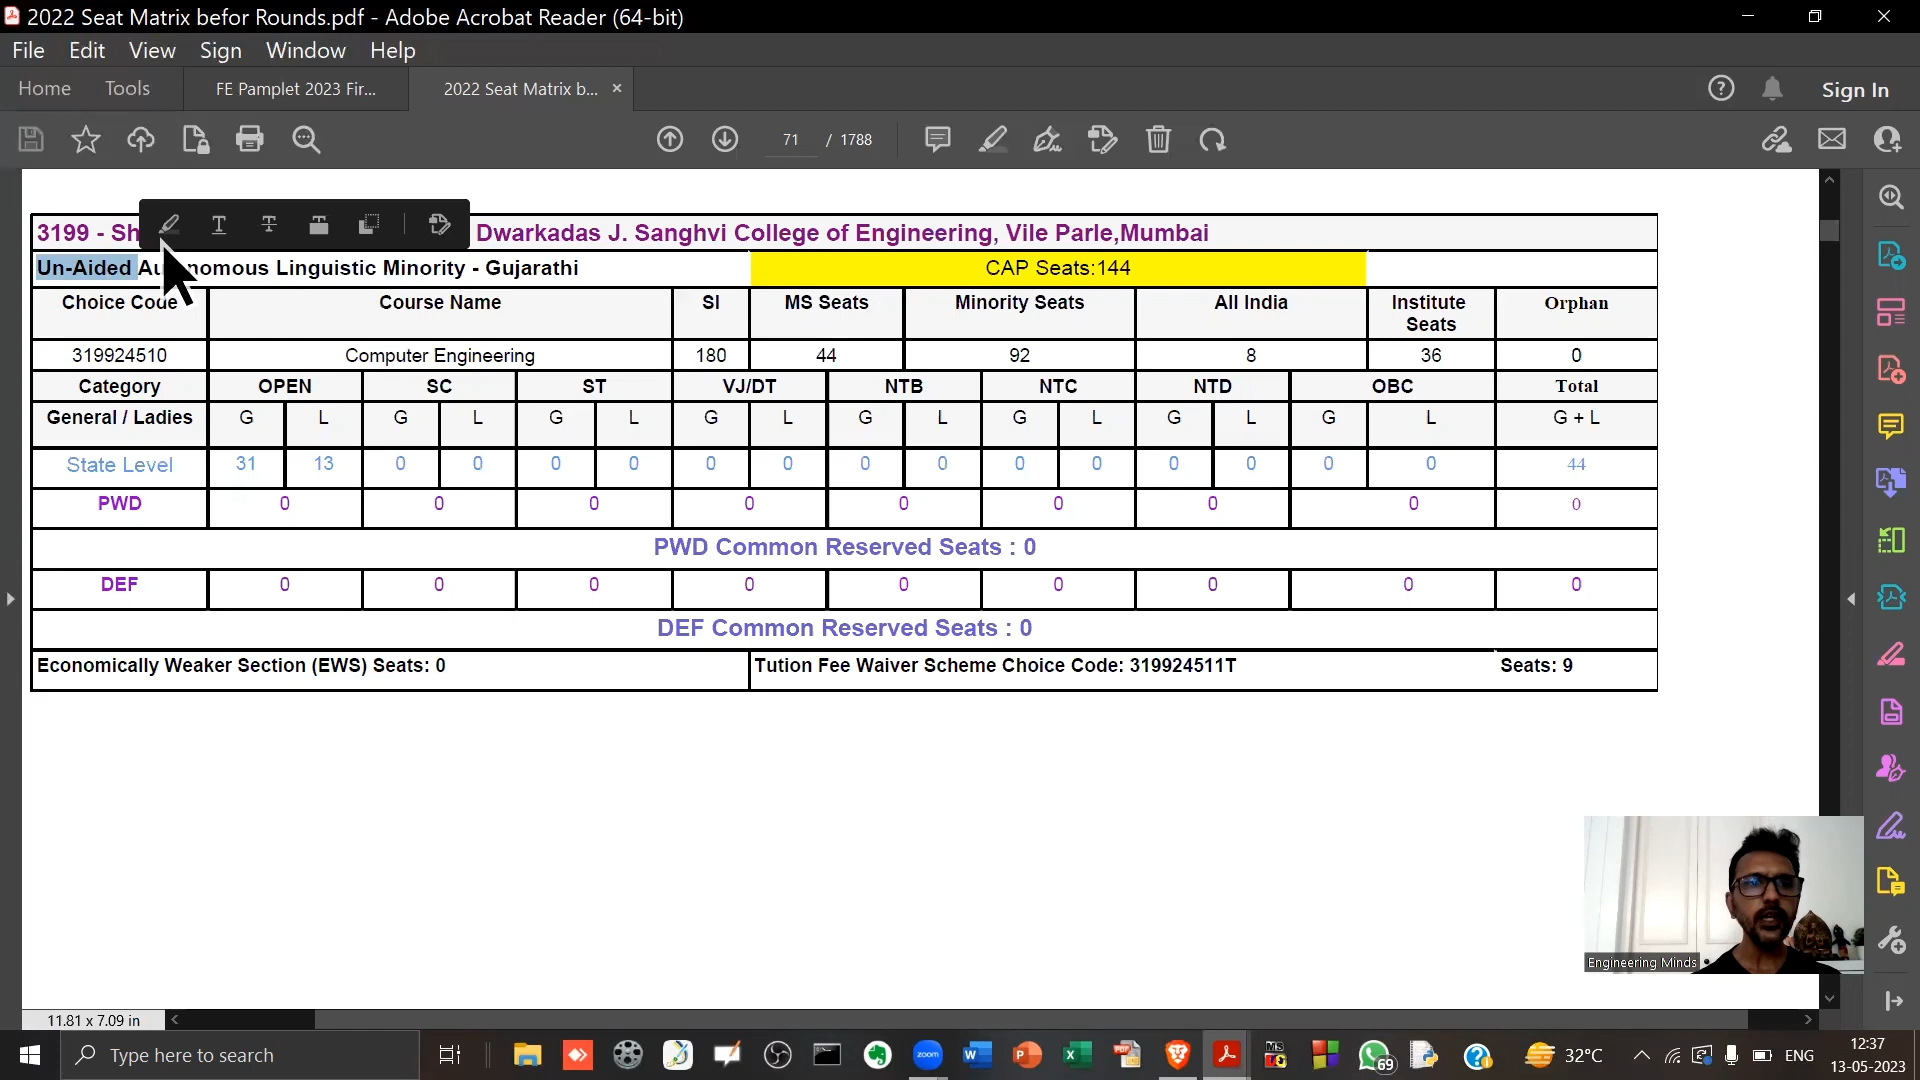 2022 Seat Matrix befor Rounds.pdf - Adobe Acrobat Reader (64-bit)
File Edit View Sign Window Help
Home Tools FE Pamplet 2023 Fir... 2022 Seat Matrix b... × Sign In
71 / 1788
3199 - Sh Dwarkadas J. Sanghvi College of Engineering, Vile Parle,Mumbai
Un-Aided Au nomous Linguistic Minority - Gujarathi CAP Seats:144
Choice Code Course Name SI MS Seats Minority Seats All India Institute Seats Orphan
319924510 Computer Engineering 180 44 92 8 36 0
Category OPEN SC ST VJ/DT NTB NTC NTD OBC Total
General / Ladies G L G L G L G L G L G L G L G L G + L
State Level 31 13 0 0 0 0 0 0 0 0 0 0 0 0 0 0 44
PWD 0 0 0 0 0 0 0 0 0
PWD Common Reserved Seats : 0
DEF 0 0 0 0 0 0 0 0 0
DEF Common Reserved Seats : 0
Economically Weaker Section (EWS) Seats: 0 Tution Fee Waiver Scheme Choice Code: 319924511T Seats: 9
Engineering Minds
11.81 x 7.09 in
Type here to search zoom 69 32°C ENG 12:37
13-05-2023